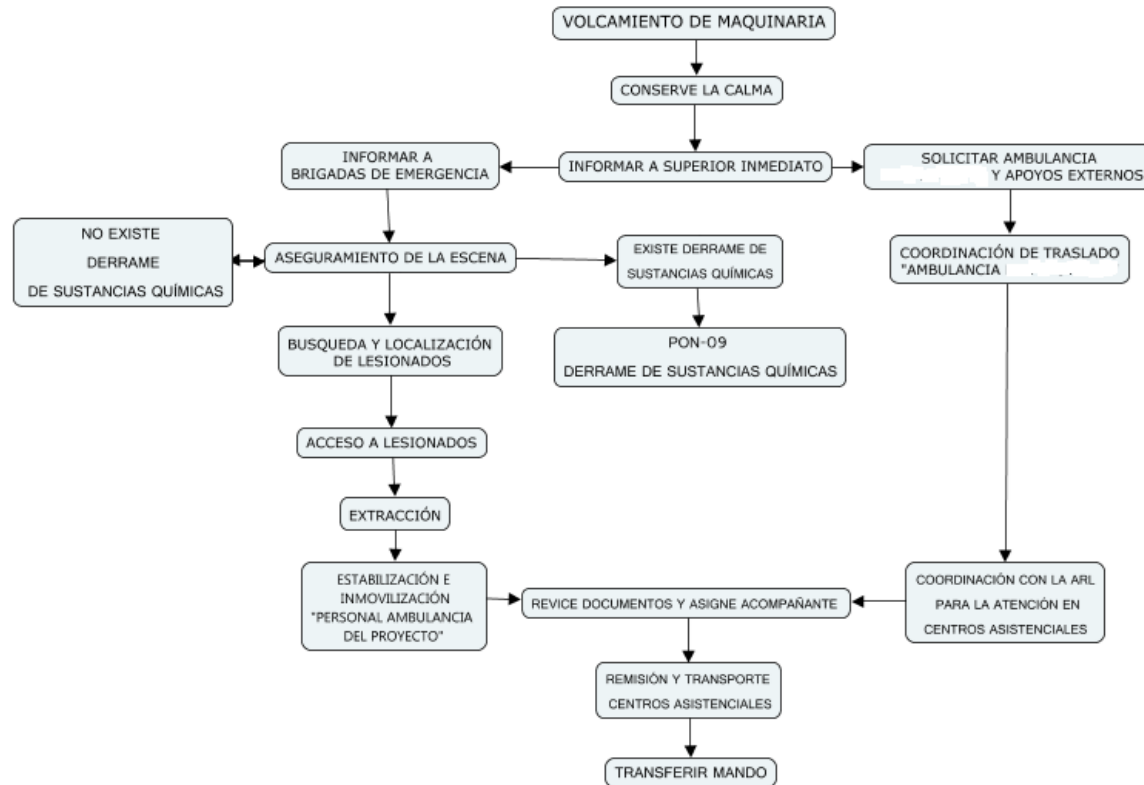 VOLCAMIENTO DE MAQUINARIA
CONSERVE LA CALMA
INFORMAR A
BRIGADAS DE EMERGENCIA
INFORMAR A SUPERIOR INMEDIATO
SOLICITAR AMBULANCIA
Y APOYOS EXTERNOS
NO EXISTE
DERRAME
DE SUSTANCIAS QUÍMICAS
ASEGURAMIENTO DE LA ESCENA
EXISTE DERRAME DE
SUSTANCIAS QUÍMICAS
COORDINACIÓN DE TRASLADO
"AMBULANCIA
BUSQUEDA Y LOCALIZACIÓN
DE LESIONADOS
PON-09
DERRAME DE SUSTANCIAS QUÍMICAS
ACCESO A LESIONADOS
EXTRACCIÓN
ESTABILIZACIÓN E
INMOVILIZACIÓN
"PERSONAL AMBULANCIA
DEL PROYECTO"
REVICE DOCUMENTOS Y ASIGNE ACOMPAÑANTE
COORDINACIÓN CON LA ARL
PARA LA ATENCIÓN EN
CENTROS ASISTENCIALES
REMISIÓN Y TRANSPORTE
CENTROS ASISTENCIALES
TRANSFERIR MANDO